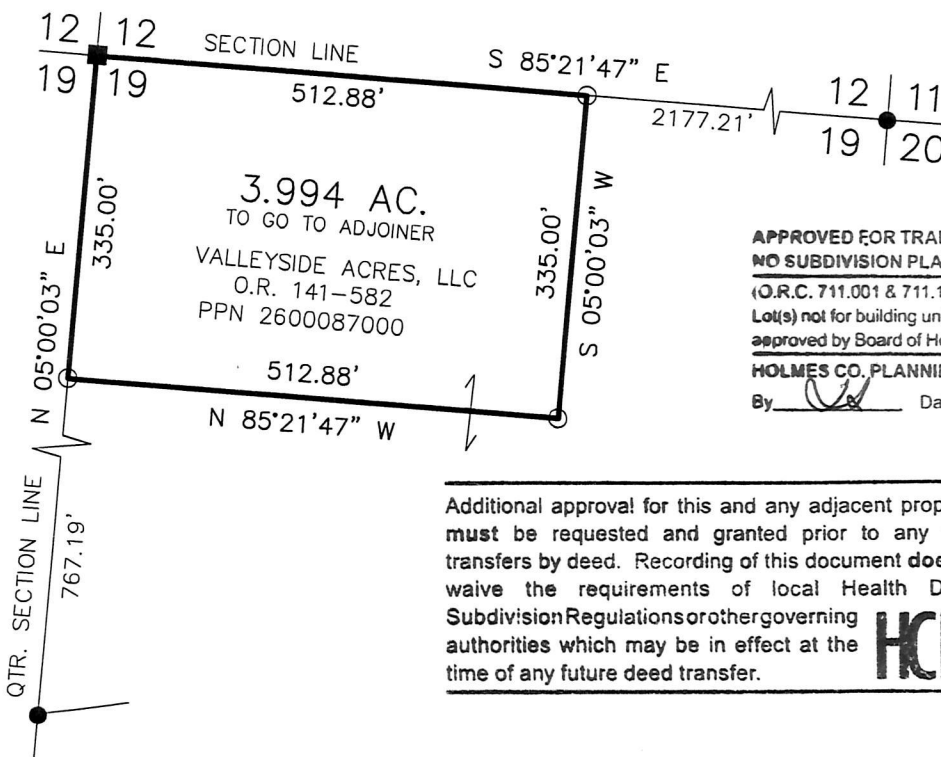 12 12
19 19
SECTION LINE
S 85°21'47" E
512.88'
2177.21'
12 11
19 20
N 05°00'03" E
335.00'
3.994 AC.
TO GO TO ADJOINER
VALLEYSIDE ACRES, LLC
O.R. 141-582
PPN 2600087000
335.00'
S 05°00'03" W
512.88'
N 85°21'47" W
QTR. SECTION LINE
767.19'
APPROVED FOR
NO SUBDIVISION
(O.R.C. 711.001 &
Lot(s) not for building
approved by Board of
HOLMES CO.
By
Additional approval for this and any adjacent
must be requested and granted prior to any
transfers by deed. Recording of this document
waive the requirements of local Health
Subdivision Regulations or other governing
authorities which may be in effect at the
time of any future deed transfer.